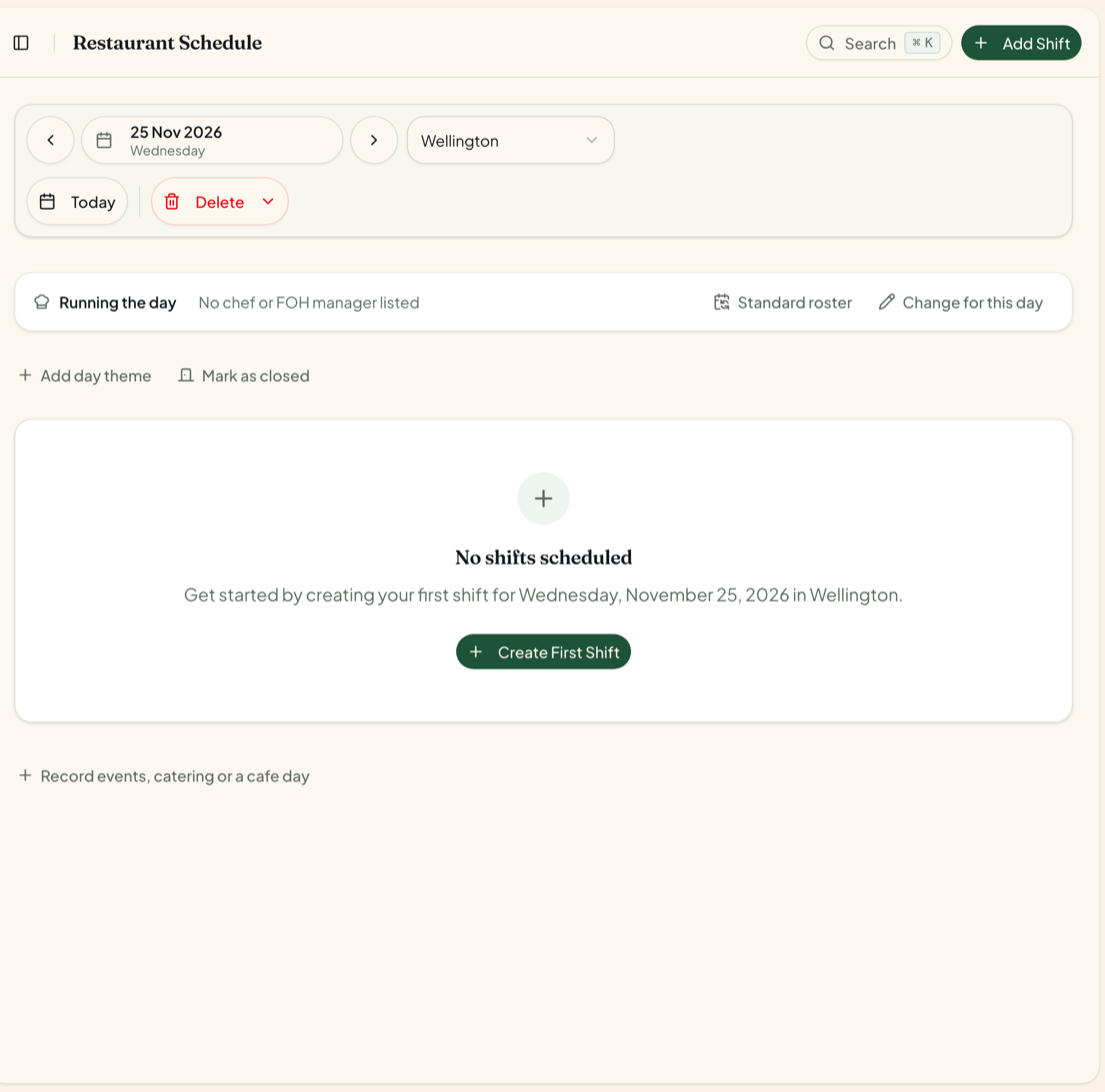 Restaurant Schedule
Search ⌘ K
+ Add Shift
25 Nov 2026
Wednesday
Wellington
Today
Delete
Running the day
No chef or FOH manager listed
Standard roster
Change for this day
+ Add day theme
Mark as closed
No shifts scheduled
Get started by creating your first shift for Wednesday, November 25, 2026 in Wellington.
+ Create First Shift
+ Record events, catering or a cafe day